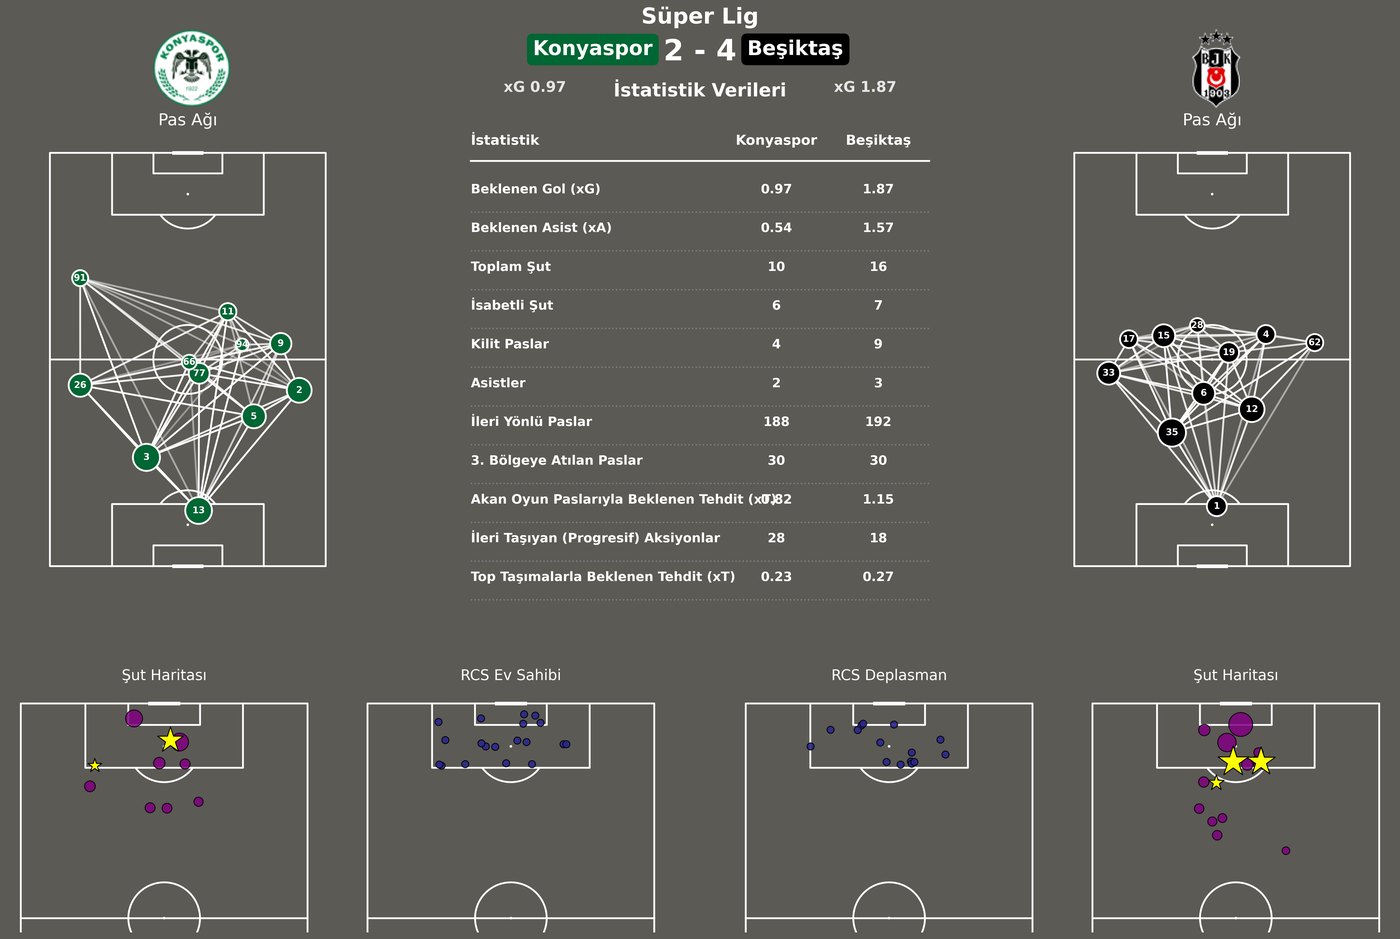 Süper Lig
Konyaspor 2 - 4 Beşiktaş
xG 0.97 İstatistik Verileri xG 1.87
KONYASPOR
1922
BJK
1903
Pas Ağı
Pas Ağı
İstatistik Konyaspor Beşiktaş
Beklenen Gol (xG) 0.97 1.87
Beklenen Asist (xA) 0.54 1.57
Toplam Şut 10 16
İsabetli Şut 6 7
Kilit Paslar 4 9
Asistler 2 3
İleri Yönlü Paslar 188 192
3. Bölgeye Atılan Paslar 30 30
Akan Oyun Paslarıyla Beklenen Tehdit (xT) 0.82 1.15
İleri Taşıyan (Progresif) Aksiyonlar 28 18
Top Taşımalarla Beklenen Tehdit (xT) 0.23 0.27
91
11
94
9
66
77
26
2
5
3
13
28
17
15
4
62
19
33
6
12
35
1
Şut Haritası
RCS Ev Sahibi
RCS Deplasman
Şut Haritası